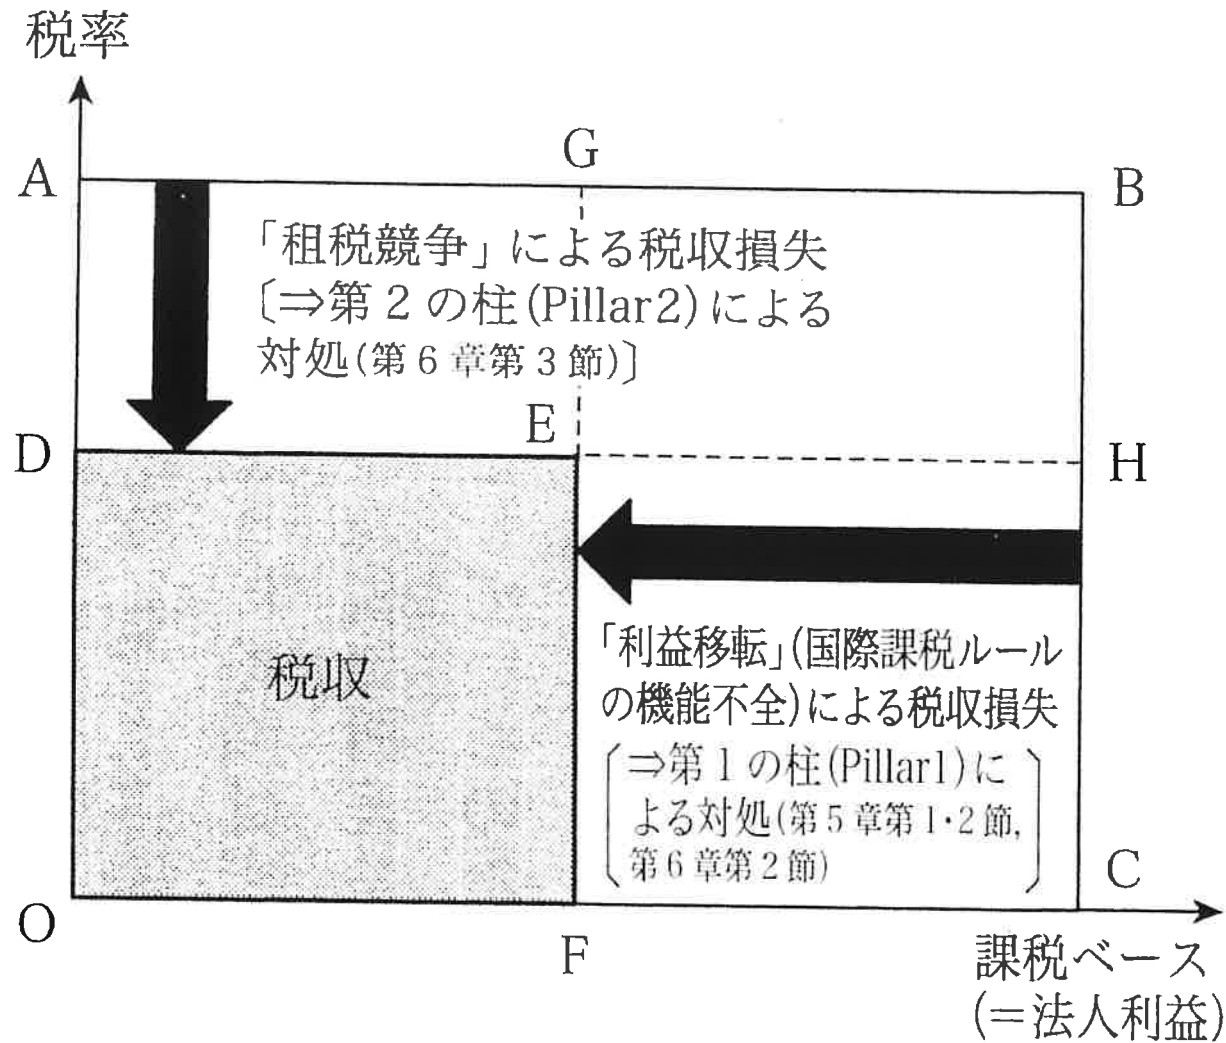 税率
A
G
B
「租税競争」による税収損失
〔⇒第2の柱(Pillar2)による
対処(第6章第3節)〕
D
E
H
税収
「利益移転」(国際課税ルール
の機能不全)による税収損失
⇒第1の柱(Pillar1)に
よる対処(第5章第1・2節,
第6章第2節)
O
F
C
課税ベース
(=法人利益)